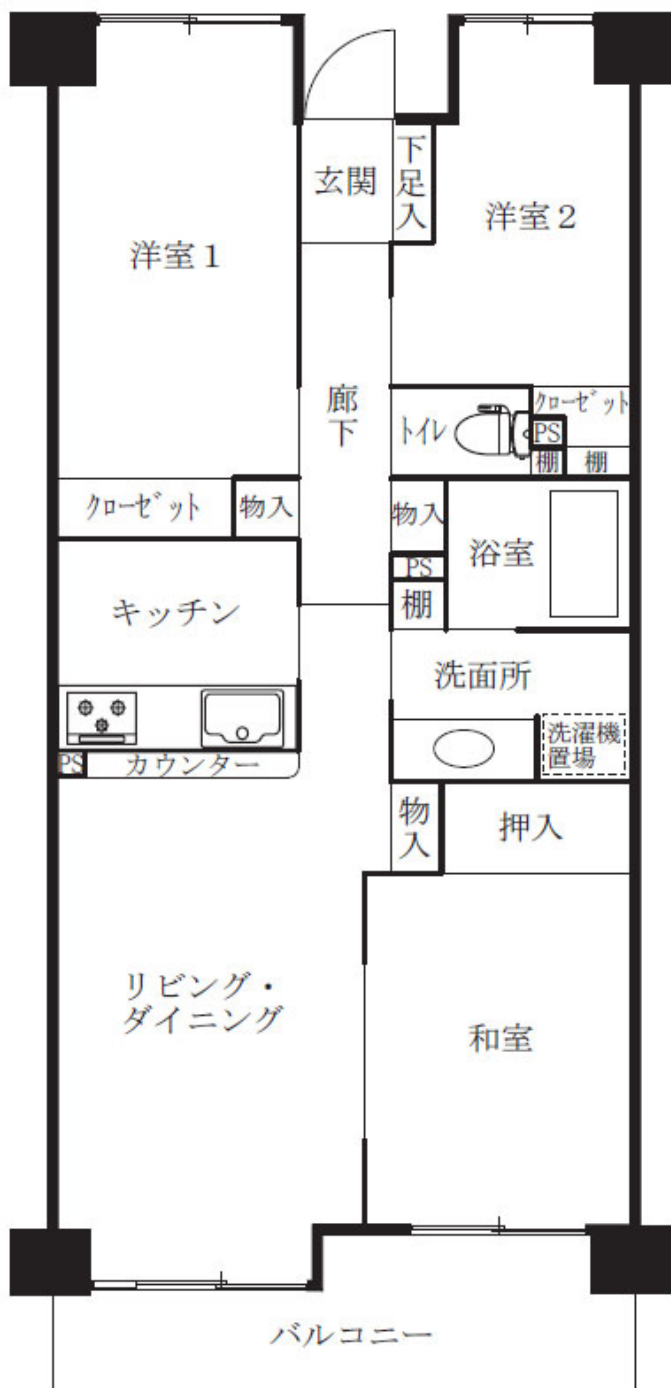 玄関
下足入
洋室1
洋室2
廊下
トイレ
クローゼット
PS
棚
棚
クローゼット
物入
物入
浴室
PS
棚
キッチン
洗面所
洗濯機
置場
PS
カウンター
物入
押入
リビング・
ダイニング
和室
バルコニー